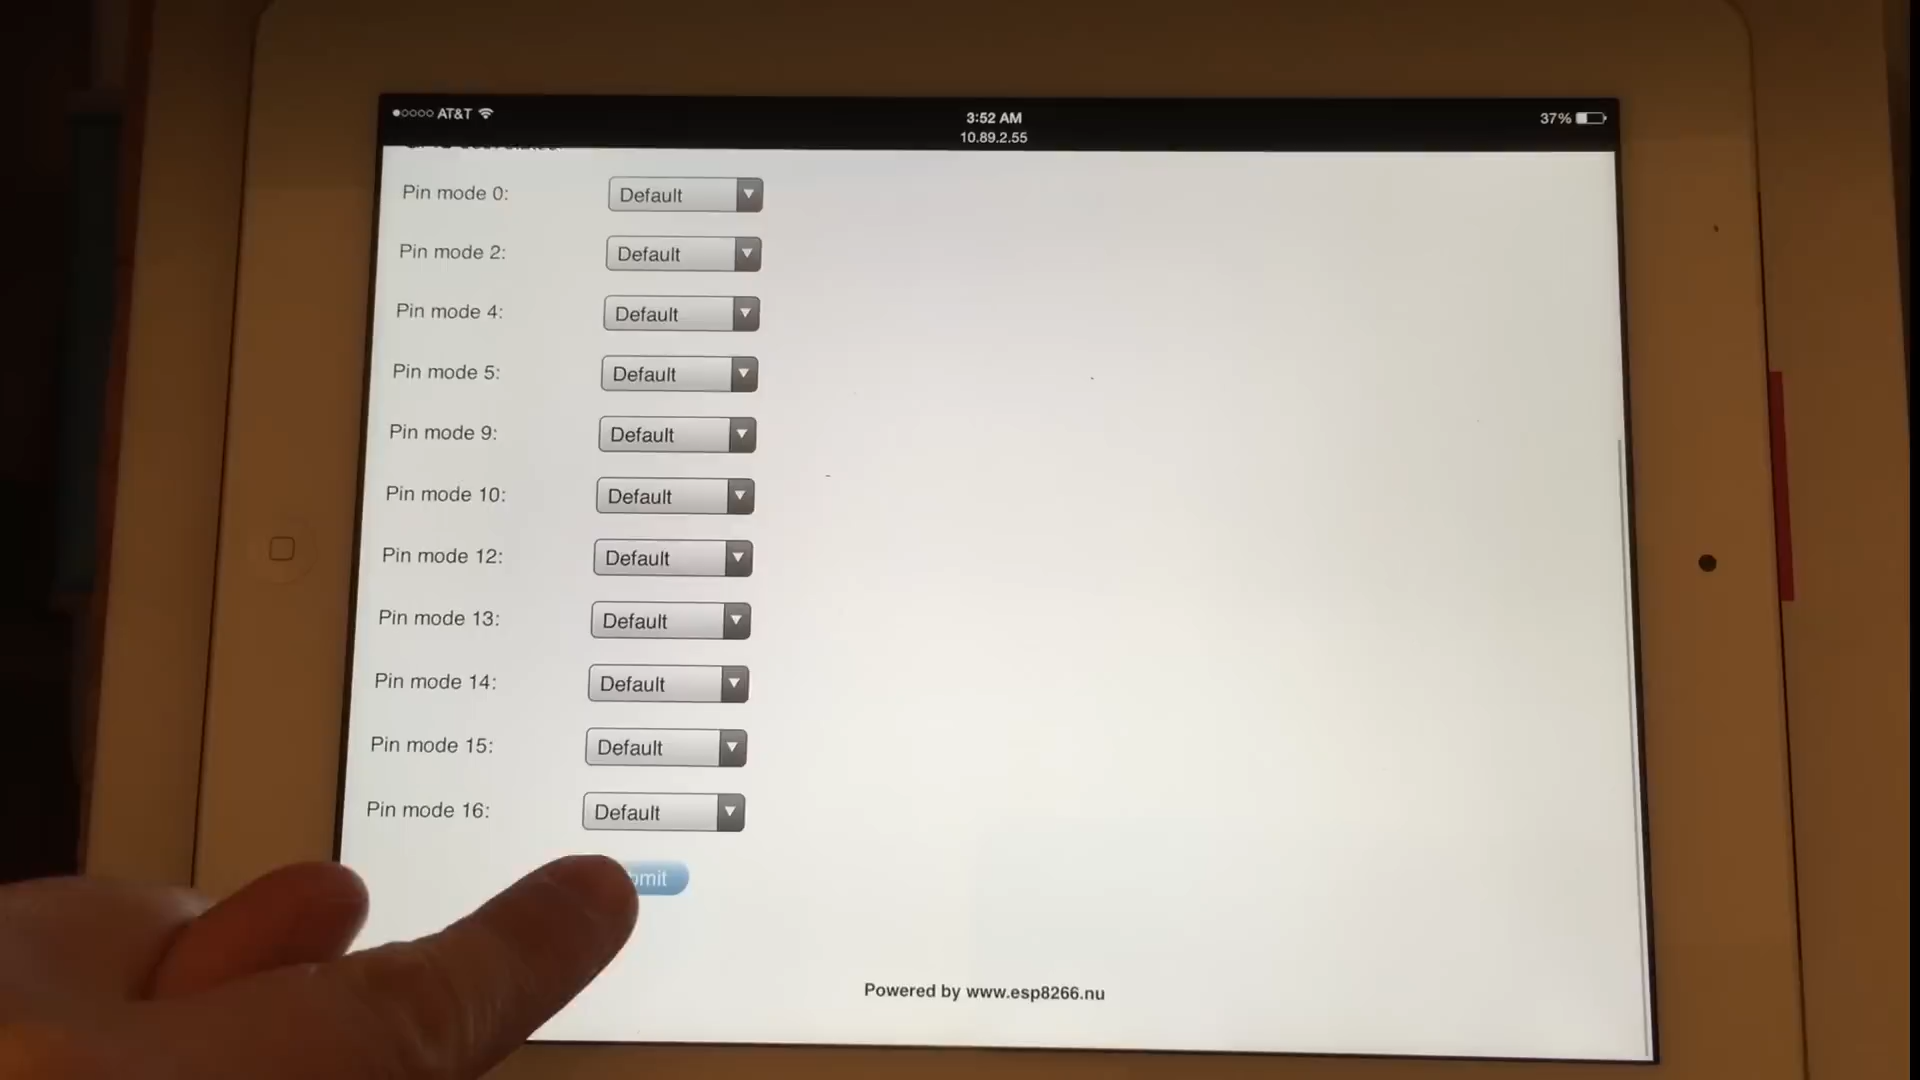 AT&T
3:52 AM
37%
10.89.2.55
Pin mode 0: Default
Pin mode 2: Default
Pin mode 4: Default
Pin mode 5: Default
Pin mode 9: Default
Pin mode 10: Default
Pin mode 12: Default
Pin mode 13: Default
Pin mode 14: Default
Pin mode 15: Default
Pin mode 16: Default
Powered by www.esp8266.nu